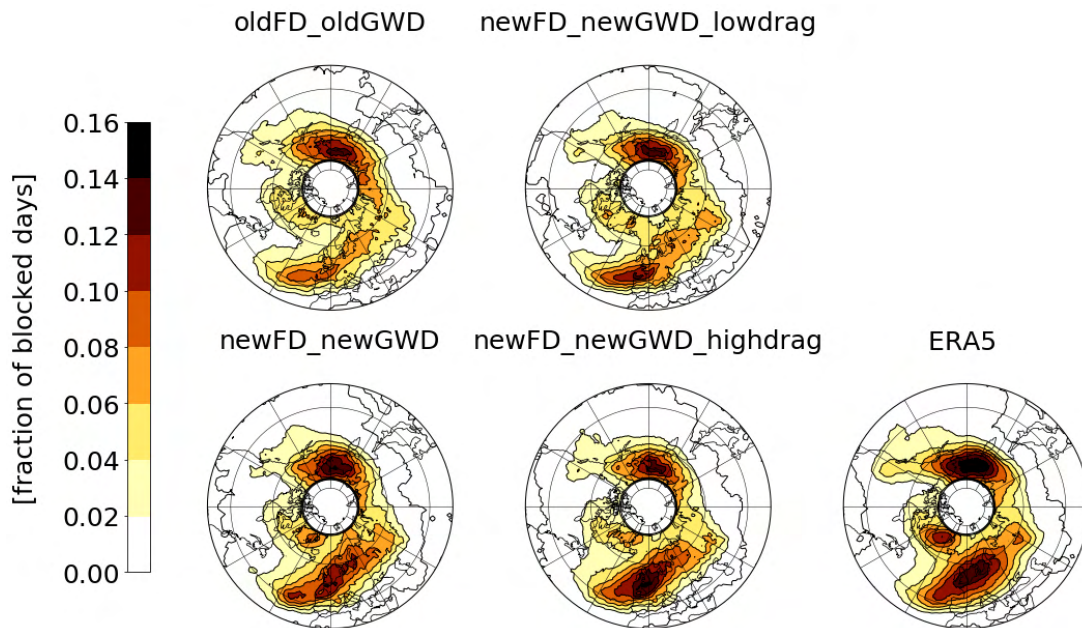 oldFD_oldGWD
newFD_newGWD_lowdrag
[fraction of blocked days]
0.16
0.14
0.12
0.10
0.08
0.06
0.04
0.02
0.00
newFD_newGWD
newFD_newGWD_highdrag
ERA5